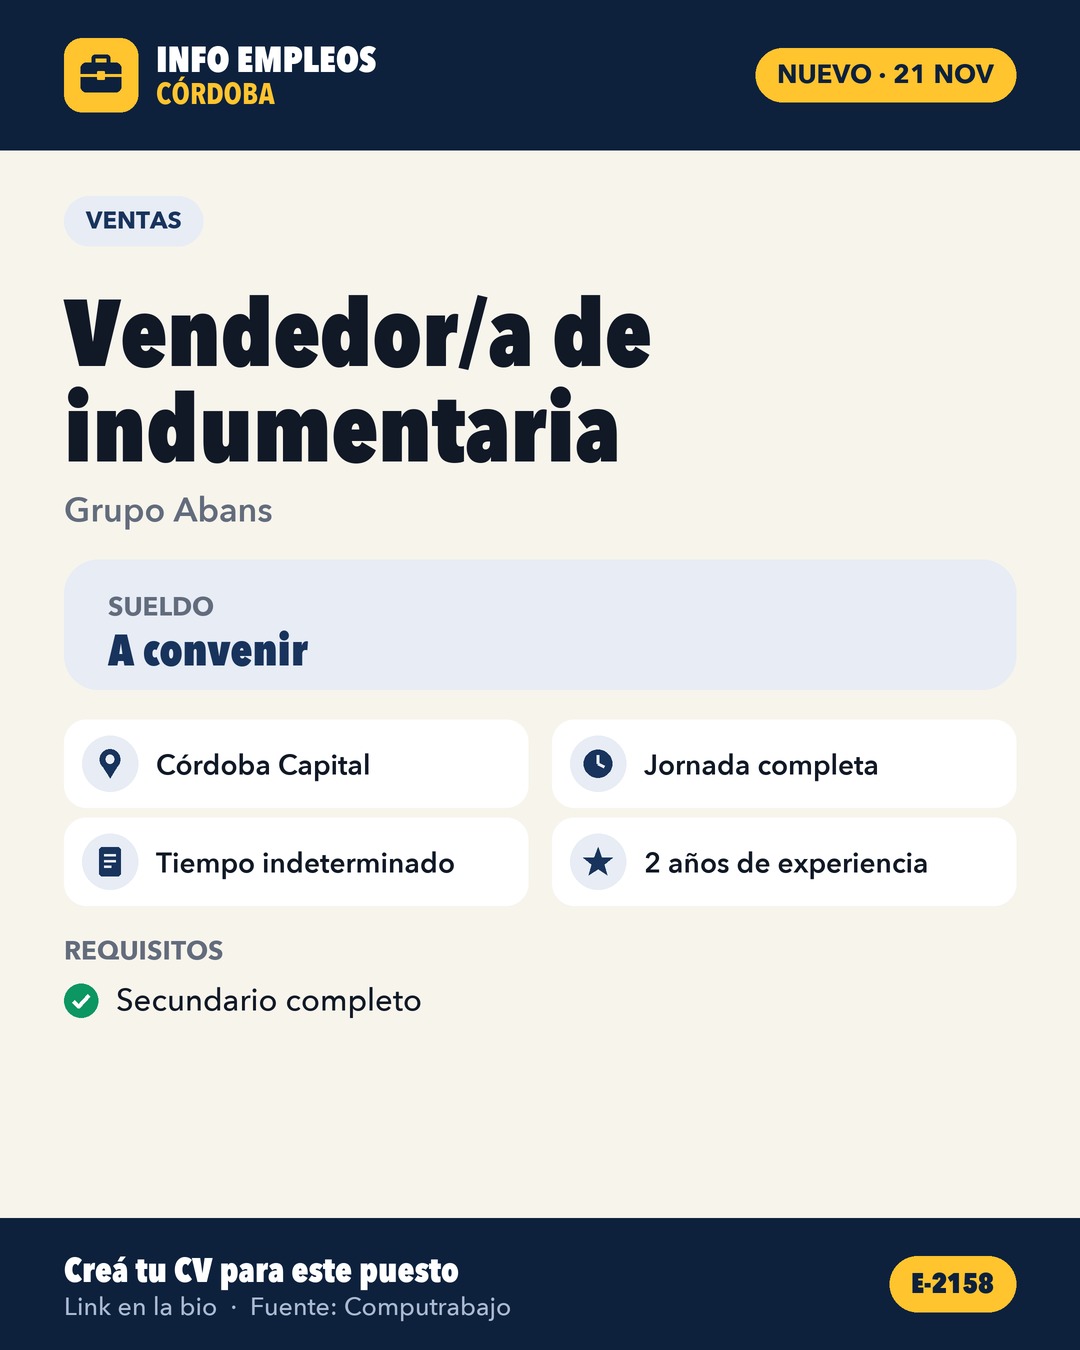 INFO EMPLEOS
CÓRDOBA
NUEVO · 21 NOV
VENTAS
Vendedor/a de
indumentaria
Grupo Abans
SUELDO
A convenir
Córdoba Capital
Jornada completa
Tiempo indeterminado
2 años de experiencia
REQUISITOS
Secundario completo
Creá tu CV para este puesto
Link en la bio · Fuente: Computrabajo
E-2158